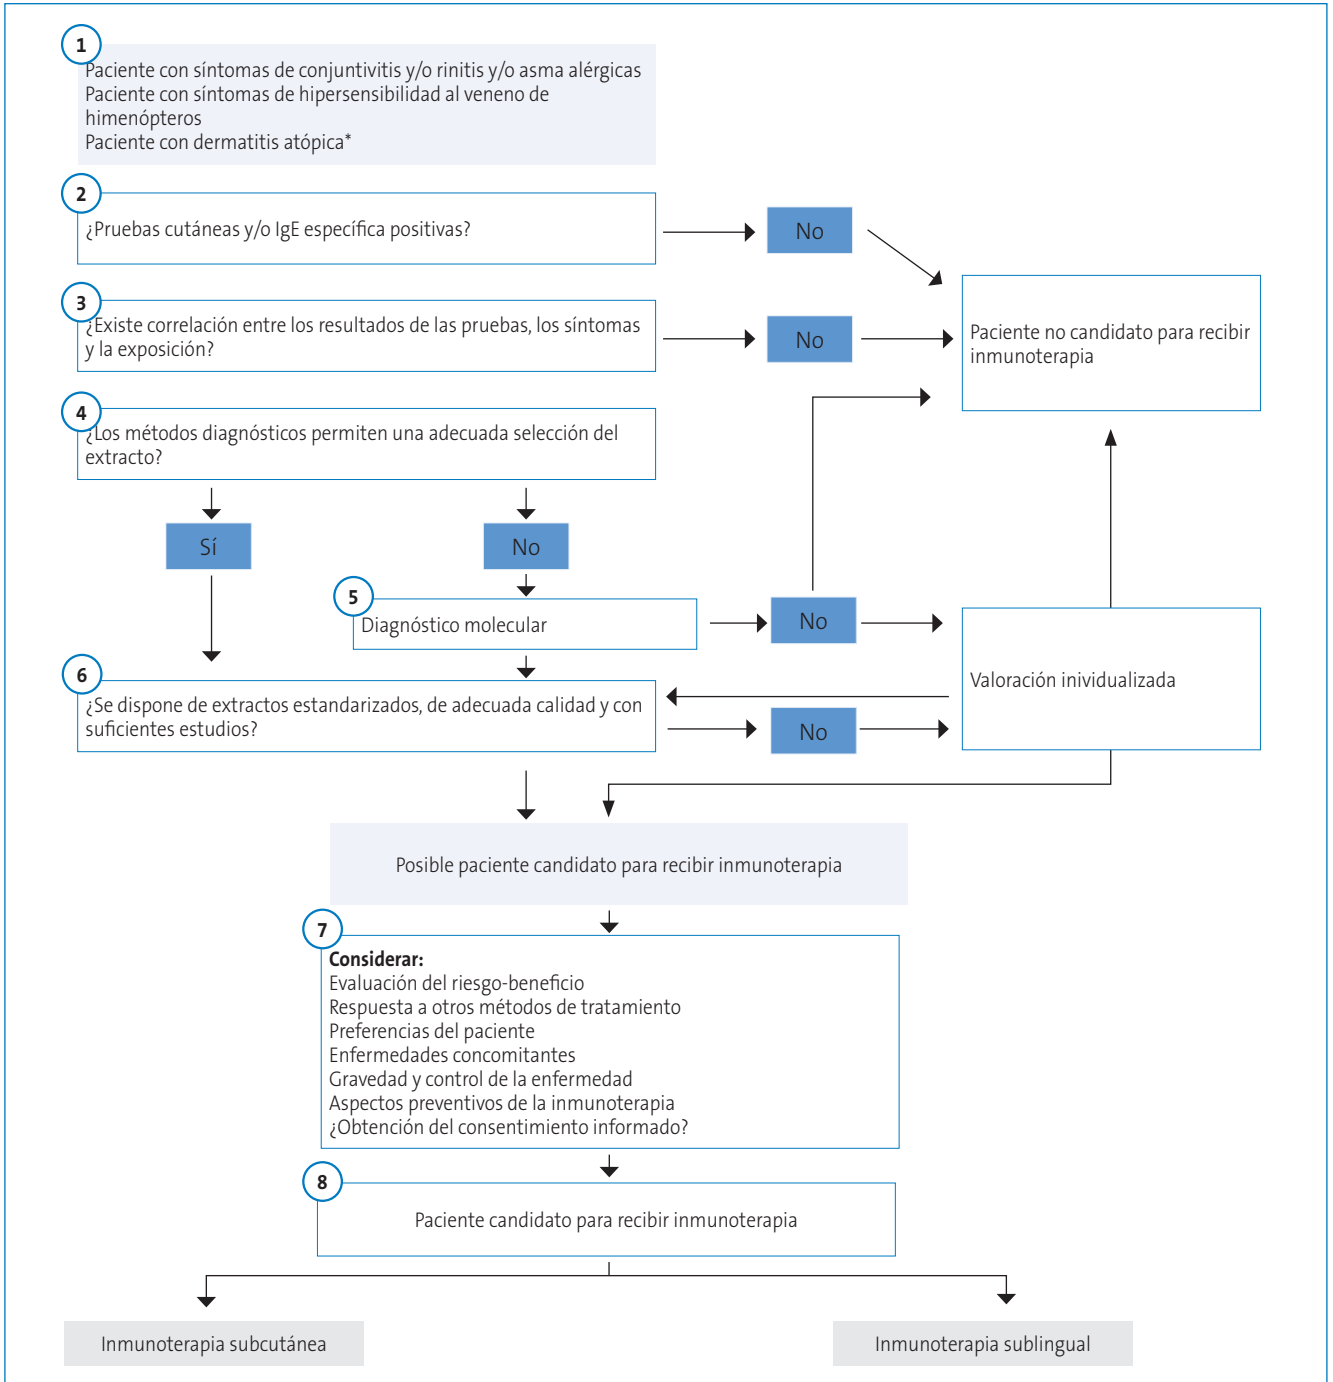 1
Paciente con síntomas de conjuntivitis y/o rinitis y/o asma alérgicas
Paciente con síntomas de hipersensibilidad al veneno de
himenópteros
Paciente con dermatitis atópica*
2
¿Pruebas cutáneas y/o IgE específica positivas?
No
3
¿Existe correlación entre los resultados de las pruebas, los síntomas
y la exposición?
No
Paciente no candidato para recibir
inmunoterapia
4
¿Los métodos diagnósticos permiten una adecuada selección del
extracto?
Sí
No
5
Diagnóstico molecular
No
6
¿Se dispone de extractos estandarizados, de adecuada calidad y con
suficientes estudios?
No
Valoración inividualizada
Posible paciente candidato para recibir inmunoterapia
7
Considerar:
Evaluación del riesgo-beneficio
Respuesta a otros métodos de tratamiento
Preferencias del paciente
Enfermedades concomitantes
Gravedad y control de la enfermedad
Aspectos preventivos de la inmunoterapia
¿Obtención del consentimiento informado?
8
Paciente candidato para recibir inmunoterapia
Inmunoterapia subcutánea
Inmunoterapia sublingual